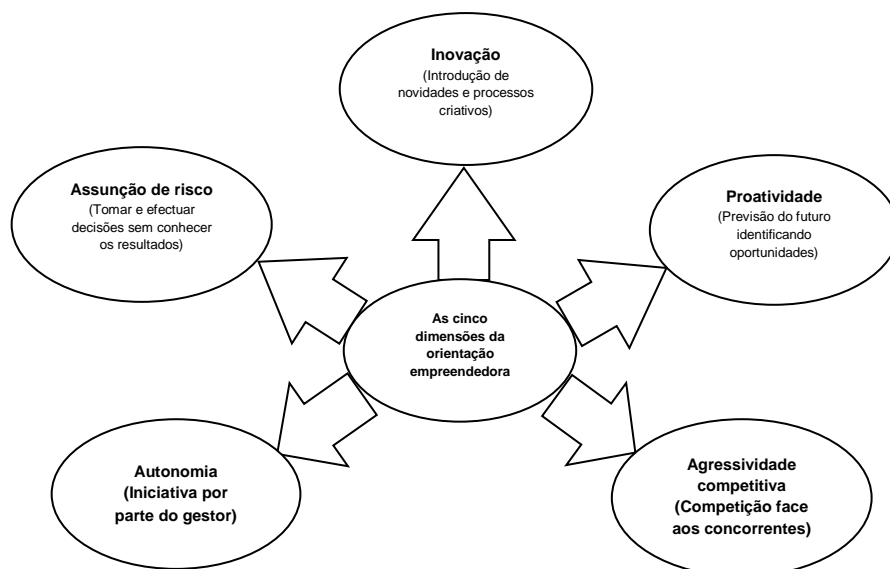 Inovação
(Introdução de
novidades e processos
criativos)
Assunção de risco
(Tomar e efectuar
decisões sem conhecer
os resultados)
Proatividade
(Previsão do futuro
identificando
oportunidades)
As cinco
dimensões da
orientação
empreendedora
Autonomia
(Iniciativa por
parte do gestor)
Agressividade
competitiva
(Competição face
aos concorrentes)